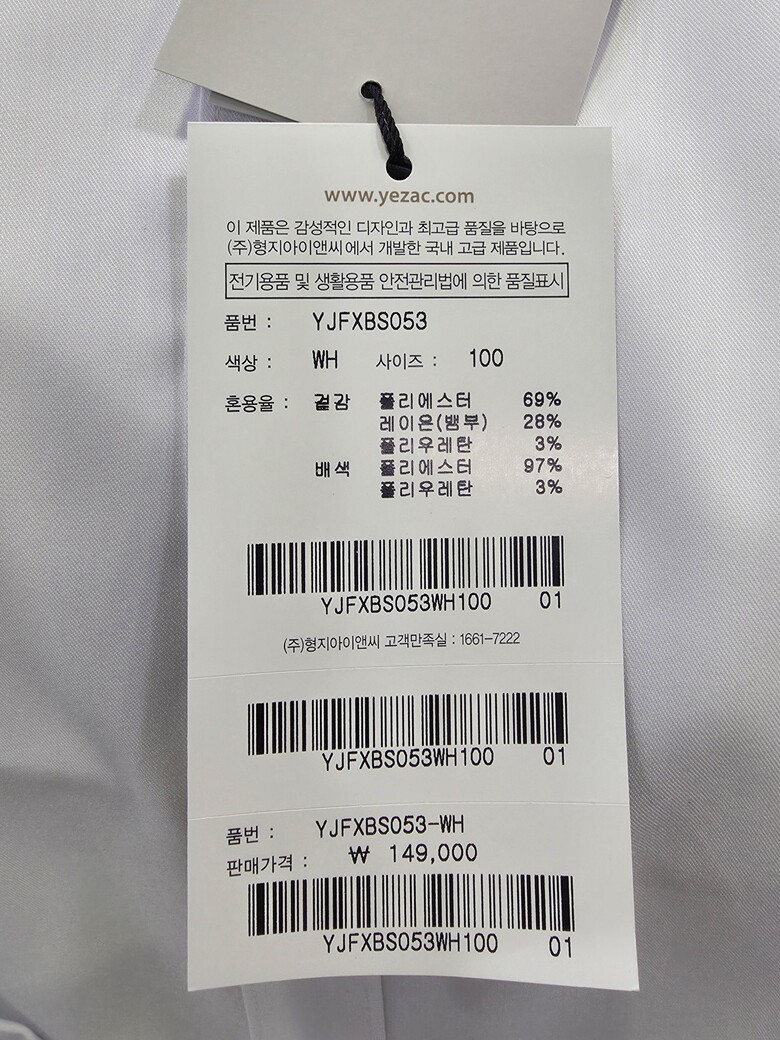 www.yezac.com
이 제품은 감성적인 디자인과 최고급 품질을 바탕으로
(주)형지아이앤씨에서 개발한 국내 고급 제품입니다.
전기용품 및 생활용품 안전관리법에 의한 품질표시
품번 : YJFXBS053
색상 : WH 사이즈 : 100
혼용율 : 겉감 폴리에스터 69%
레이온(뱀부) 28%
폴리우레탄 3%
배색 폴리에스터 97%
폴리우레탄 3%
YJFXBS053WH100 01
(주)형지아이앤씨 고객만족실 : 1661-7222
YJFXBS053WH100 01
품번 : YJFXBS053-WH
판매가격 : ₩ 149,000
YJFXBS053WH100 01